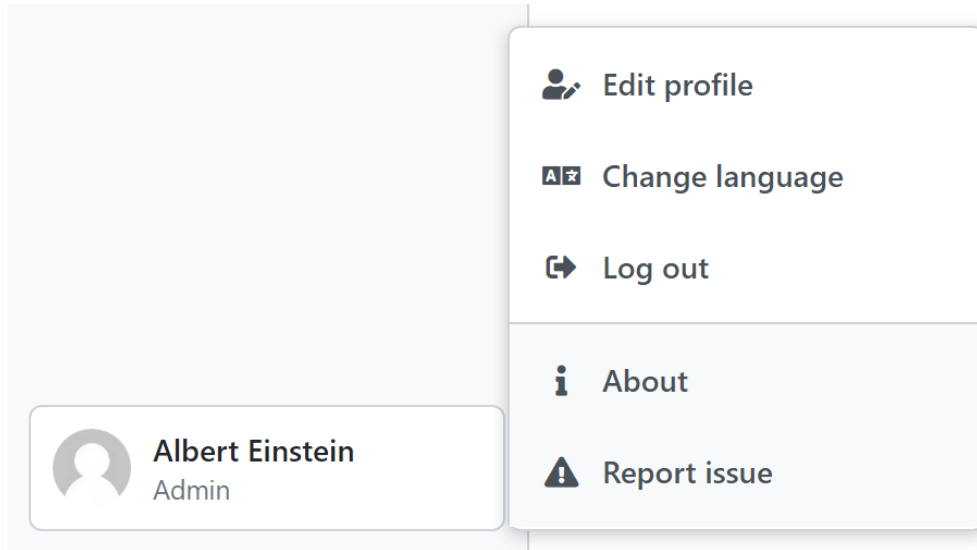 Edit profile
Change language
Log out
About
Report issue
Albert Einstein
Admin